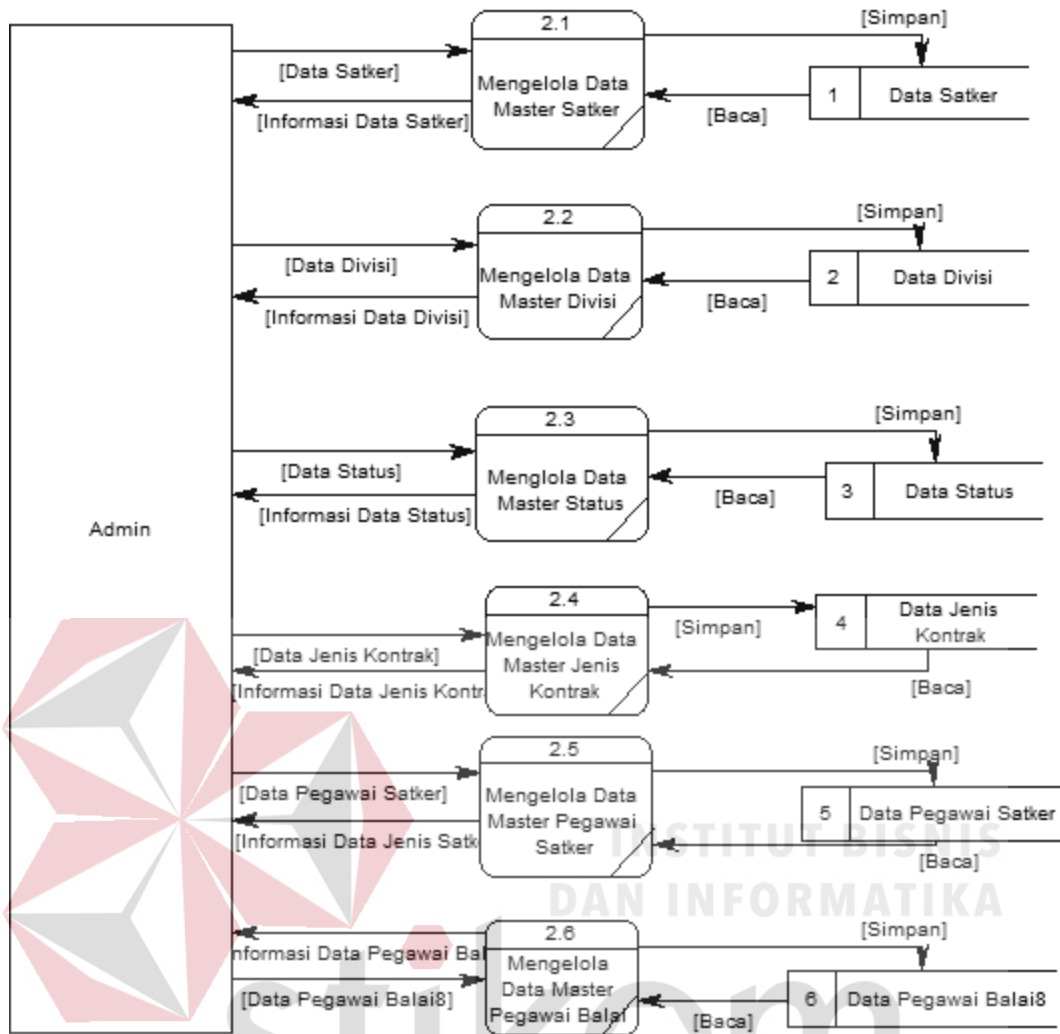 Admin
2.1
Mengelola Data
Master Satker
[Data Satker]
[Informasi Data Satker]
[Simpan]
[Baca]
1 Data Satker
2.2
Mengelola Data
Master Divisi
[Data Divisi]
[Informasi Data Divisi]
[Simpan]
[Baca]
2 Data Divisi
2.3
Menglola Data
Master Status
[Data Status]
[Informasi Data Status]
[Simpan]
[Baca]
3 Data Status
2.4
Mengelola Data
Master Jenis
Kontrak
[Data Jenis Kontrak]
[Informasi Data Jenis Kontr
[Simpan]
[Baca]
4 Data Jenis
Kontrak
2.5
Mengelola Data
Master Pegawai
Satker
[Data Pegawai Satker]
[Informasi Data Jenis Satk
[Simpan]
[Baca]
5 Data Pegawai Satker
2.6
Mengelola
Data Master
Pegawai Balai
nformasi Data Pegawai Bal
[Data Pegawai Balai8]
[Simpan]
[Baca]
6 Data Pegawai Balai8
INSTITUT BISNIS
DAN INFORMATIKA
stikom